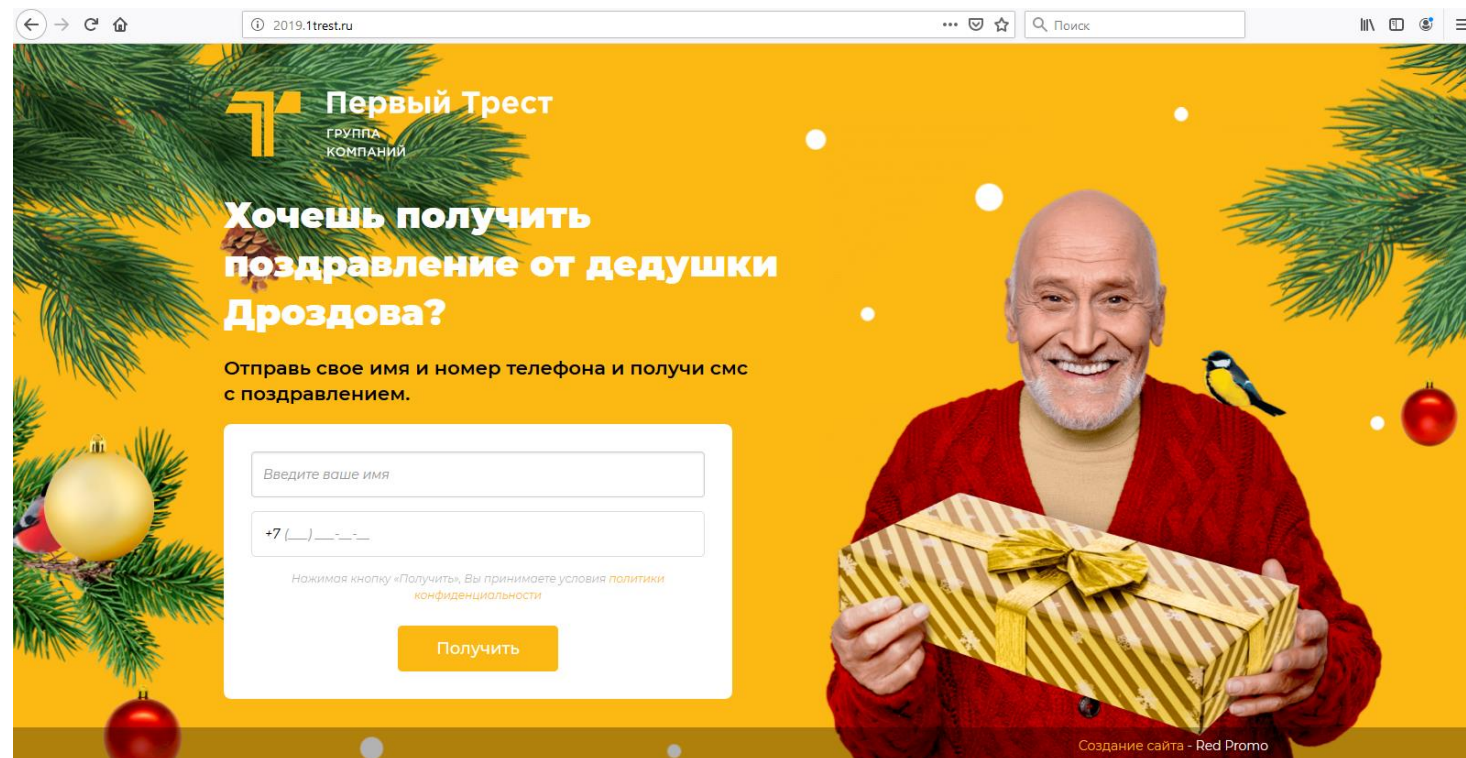 2019.1trest.ru
Поиск
Первый Трест
ГРУППА
КОМПАНИЙ
Хочешь получить
поздравление от дедушки
Дроздова?
Отправь свое имя и номер телефона и получи смс
с поздравлением.
Введите ваше имя
+7 (___) ___-__-__
Нажимая кнопку «Получить», Вы принимаете условия политики
конфиденциальности
Получить
Создание сайта - Red Promo